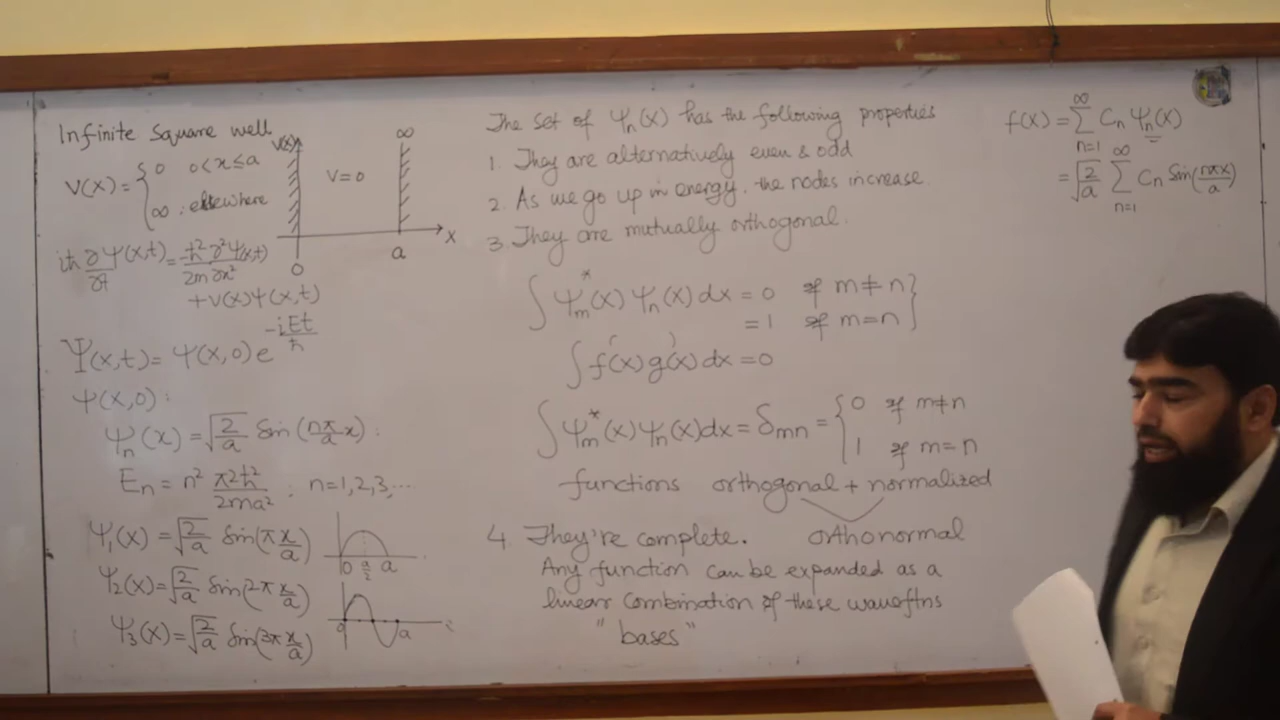 Infinite Square well
V(x) = { 0 0<x≤a
∞ : elsewhere
V(x)
∞
V=0
x
0
a
iħ ∂Ψ(x,t)/∂t = -ħ²/2m ∂²Ψ(x,t)/∂x²
+V(x)Ψ(x,t)
Ψ(x,t) = Ψ(x,0) e^(-iEt/ħ)
Ψ(x,0) :
Ψn(x) = √(2/a) Sin(nπ/a x) :
En = n² π²ħ²/2ma² ; n=1,2,3,...
Ψ1(x) = √(2/a) Sin(π x/a)
0 a/2 a
Ψ2(x) = √(2/a) Sin(2π x/a)
0 a
Ψ3(x) = √(2/a) Sin(3π x/a)
The set of Ψn(x) has the following properties
1. They are alternatively even & odd
2. As we go up in energy, the nodes increase.
3. They are mutually orthogonal.
∫ Ψm*(x) Ψn(x) dx = 0 if m≠n }
= 1 if m=n
∫ f(x) g(x) dx = 0
∫ Ψm*(x) Ψn(x) dx = δmn = { 0 if m≠n
1 if m=n
functions orthogonal + normalized
orthonormal
4. They're complete.
Any function can be expanded as a
linear combination of these waveftns
"bases"
f(x) = ∑_{n=1}^{∞} Cn Ψn(x)
= √(2/a) ∑_{n=1}^{∞} Cn Sin(nπx/a)